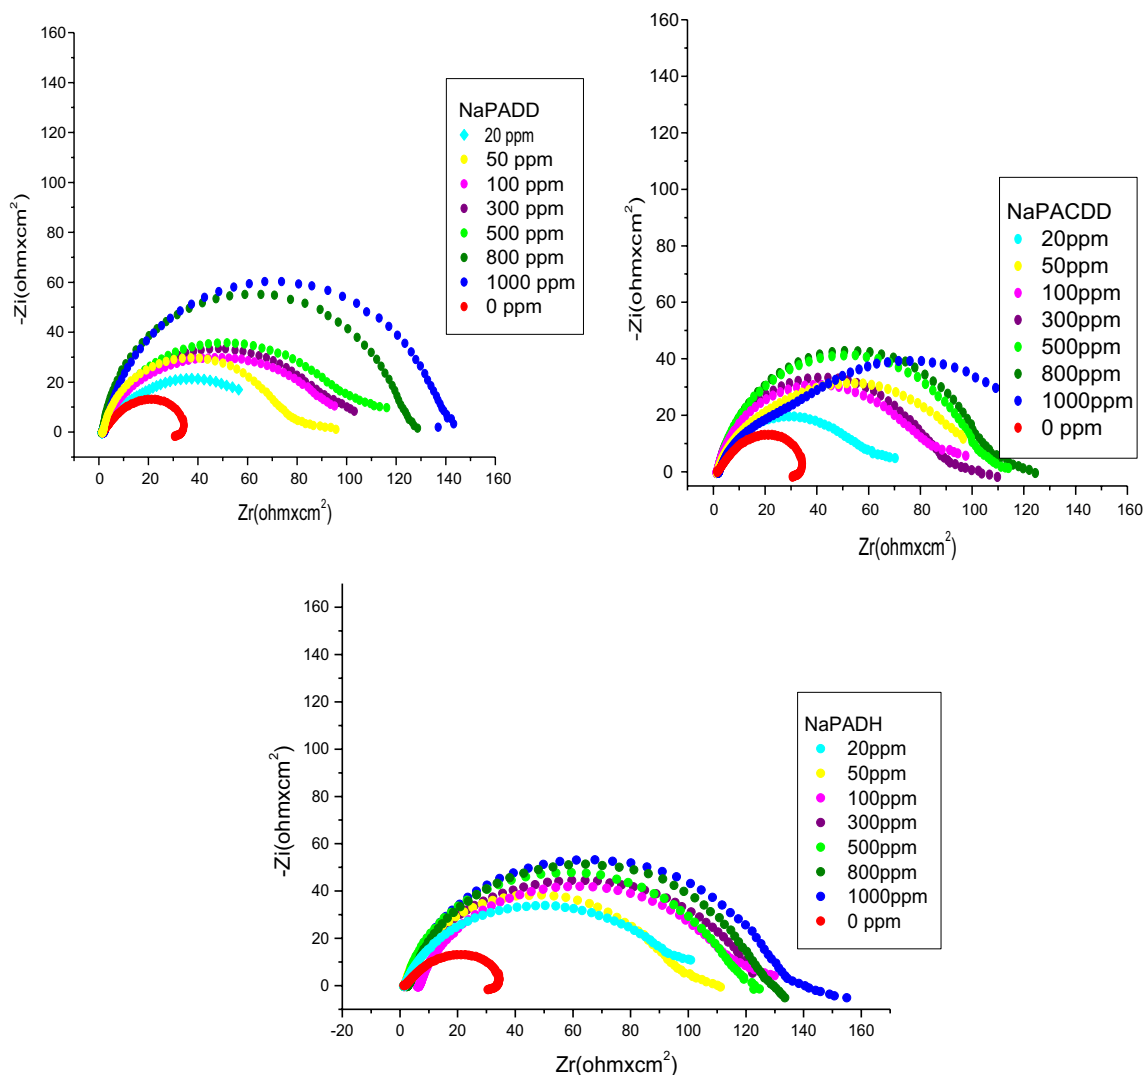 160
140
120
100
80
60
40
20
0
-Zi(ohmxcm²)
0 20 40 60 80 100 120 140 160
Zr(ohmxcm²)
NaPADD
20 ppm
50 ppm
100 ppm
300 ppm
500 ppm
800 ppm
1000 ppm
0 ppm
160
140
120
100
80
60
40
20
0
-Zi(ohmxcm²)
0 20 40 60 80 100 120 140 160
Zr(ohmxcm²)
NaPACDD
20ppm
50ppm
100ppm
300ppm
500ppm
800ppm
1000ppm
0 ppm
160
140
120
100
80
60
40
20
0
-Zi(ohmxcm²)
-20 0 20 40 60 80 100 120 140 160
Zr(ohmxcm²)
NaPADH
20ppm
50ppm
100ppm
300ppm
500ppm
800ppm
1000ppm
0 ppm